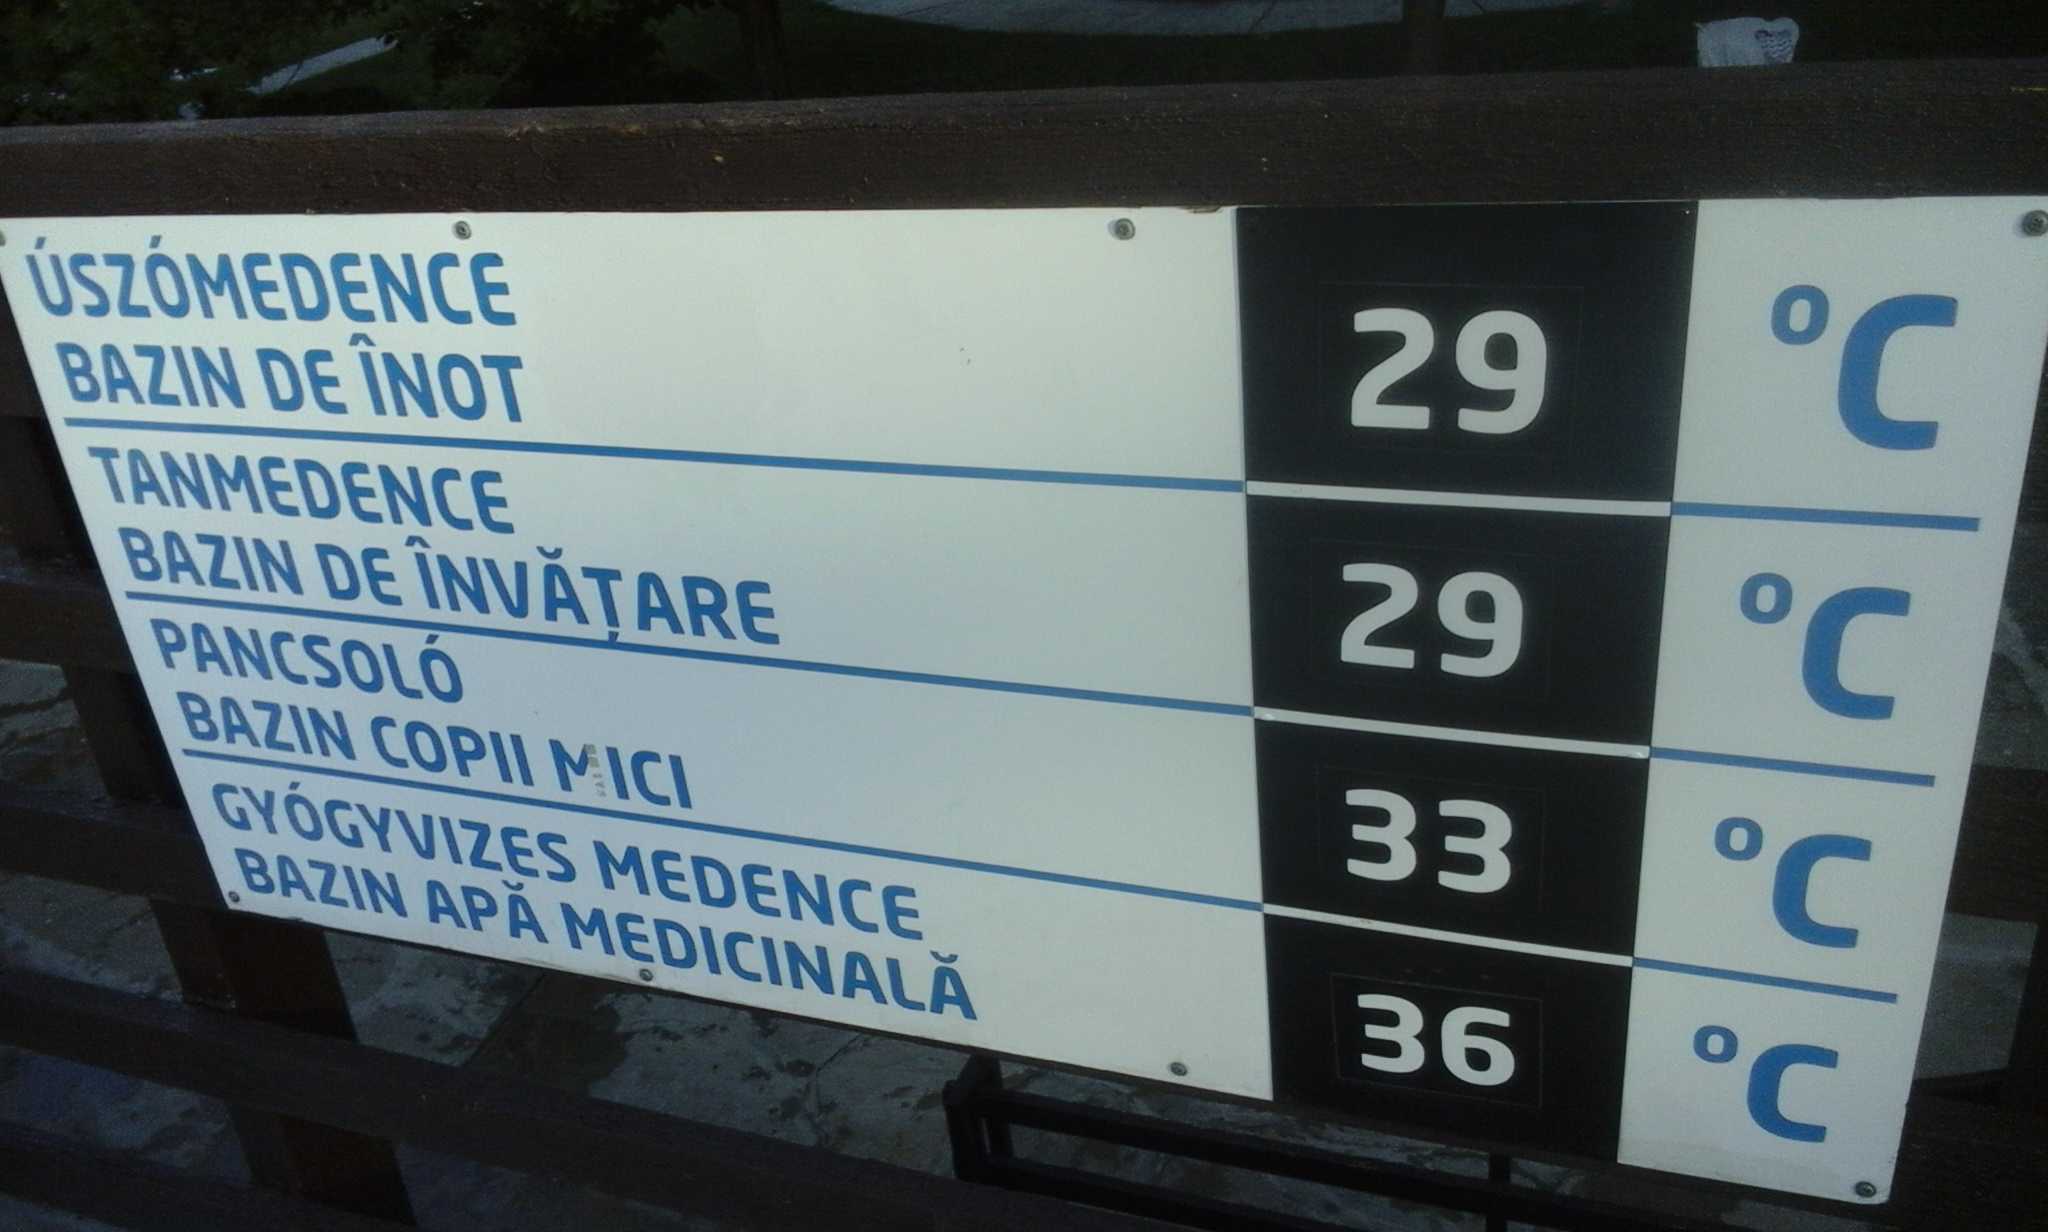 ÚSZÓMEDENCE
BAZIN DE ÎNOT
29 °C
TANMEDENCE
BAZIN DE ÎNVĂȚARE
29 °C
PANCSOLÓ
BAZIN COPII MICI
33 °C
GYÓGYVIZES MEDENCE
BAZIN APĂ MEDICINALĂ
36 °C